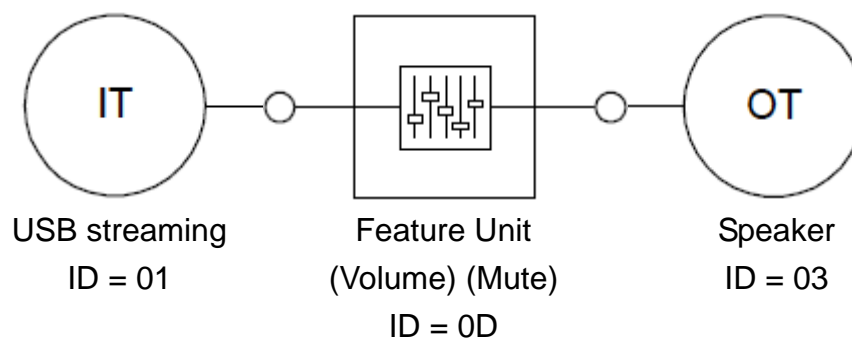 IT
OT
USB streaming
ID = 01
Feature Unit
(Volume) (Mute)
ID = 0D
Speaker
ID = 03